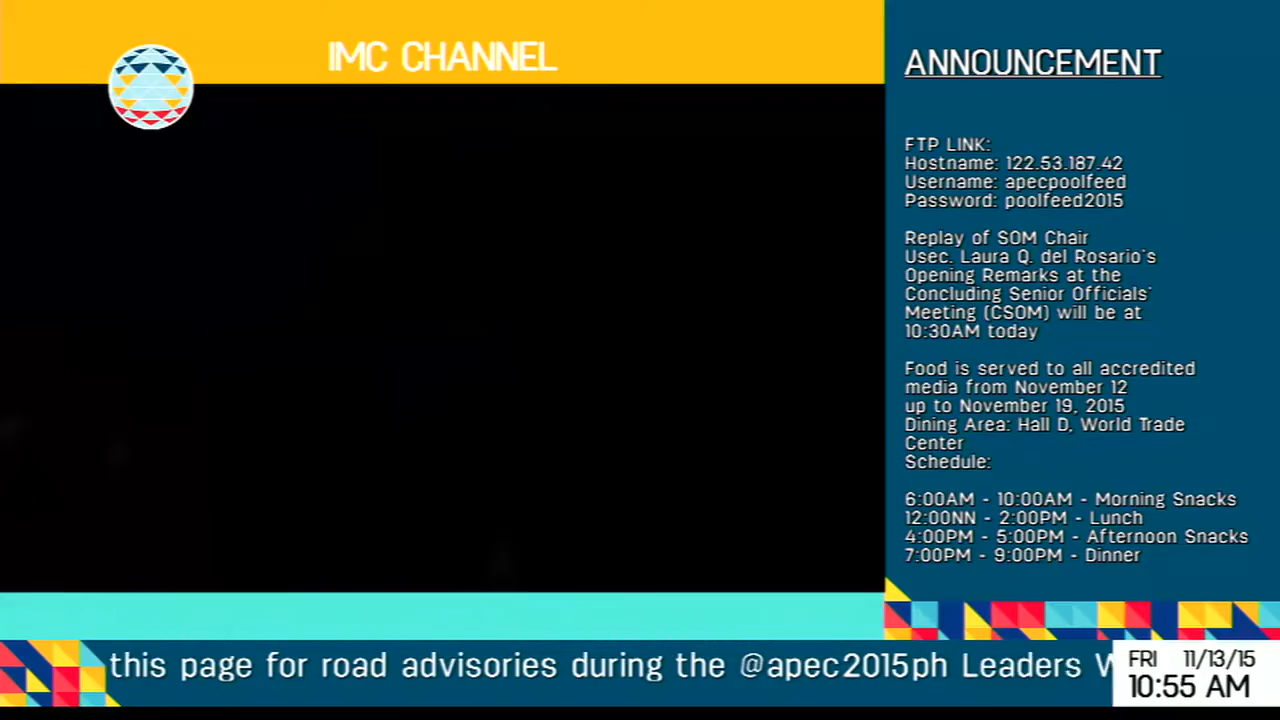 IMC CHANNEL
ANNOUNCEMENT
FTP LINK:
Hostname: 122.53.187.42
Username: apecpoolfeed
Password: poolfeed2015
Replay of SOM Chair
Usec. Laura Q. del Rosario's
Opening Remarks at the
Concluding Senior Officials'
Meeting (CSOM) will be at
10:30AM today
Food is served to all accredited
media from November 12
up to November 19, 2015
Dining Area: Hall D, World Trade
Center
Schedule:
6:00AM - 10:00AM - Morning Snacks
12:00NN - 2:00PM - Lunch
4:00PM - 5:00PM - Afternoon Snacks
7:00PM - 9:00PM - Dinner
this page for road advisories during the @apec2015ph Leaders
FRI 11/13/15
10:55 AM